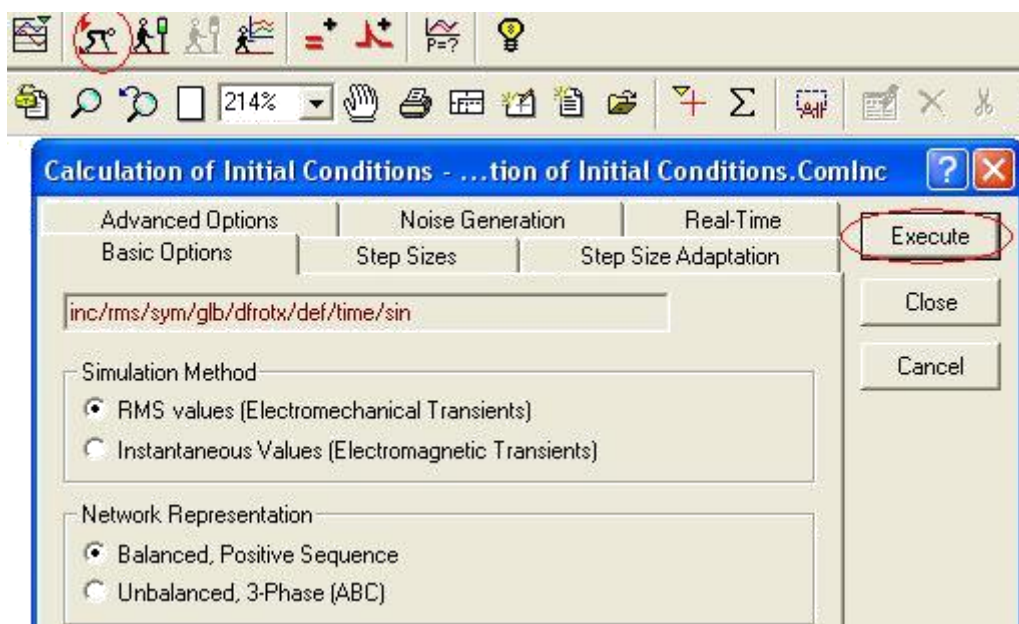 P=?
214%
Calculation of Initial Conditions - ...tion of Initial Conditions.ComInc
Advanced Options
Noise Generation
Real-Time
Basic Options
Step Sizes
Step Size Adaptation
Execute
Close
Cancel
inc/rms/sym/glb/dfrotx/def/time/sin
Simulation Method
RMS values (Electromechanical Transients)
Instantaneous Values (Electromagnetic Transients)
Network Representation
Balanced, Positive Sequence
Unbalanced, 3-Phase (ABC)